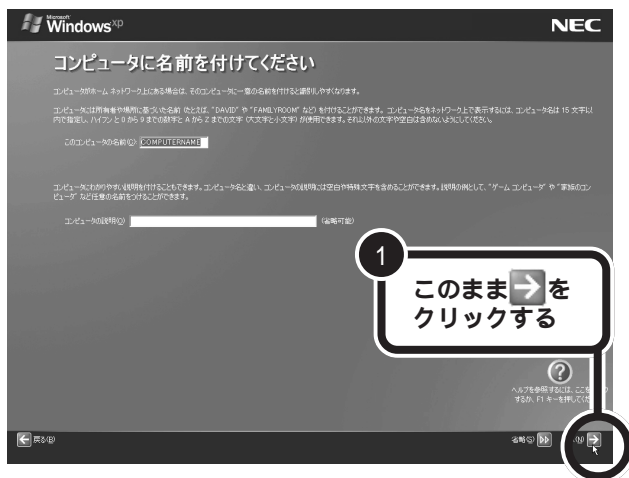 Microsoft
Windows xp
NEC
コンピュータに名前を付けてください
コンピュータがホーム ネットワーク上にある場合は、そのコンピュータに一意の名前を付けると識別しやすくなります。
コンピュータには所有者や場所に基づいた名前 (たとえば、"DAVID" や "FAMILYROOM" など) を付けることができます。コンピュータ名をネットワーク上で表示するには、コンピュータ名は 15 文字以
内で指定し、ハイフンと 0 から 9 までの数字と A から Z までの文字 (大文字と小文字) が使用できます。それ以外の文字や空白は含めないようにしてください。
このコンピュータの名前(Q): COMPUTERNAME
コンピュータにわかりやすい説明を付けることもできます。コンピュータ名と違い、コンピュータの説明には空白や特殊文字を含めることができます。説明の例として、"ゲーム コンピュータ" や "家族のコン
ピュータ" など任意の名前をつけることができます。
コンピュータの説明(Q) (省略可能)
1
このまま→を
クリックする
?
ヘルプを参照するには、ここを
するか、F1 キーを押してくだ
戻る(B)
省略(S)
(N)